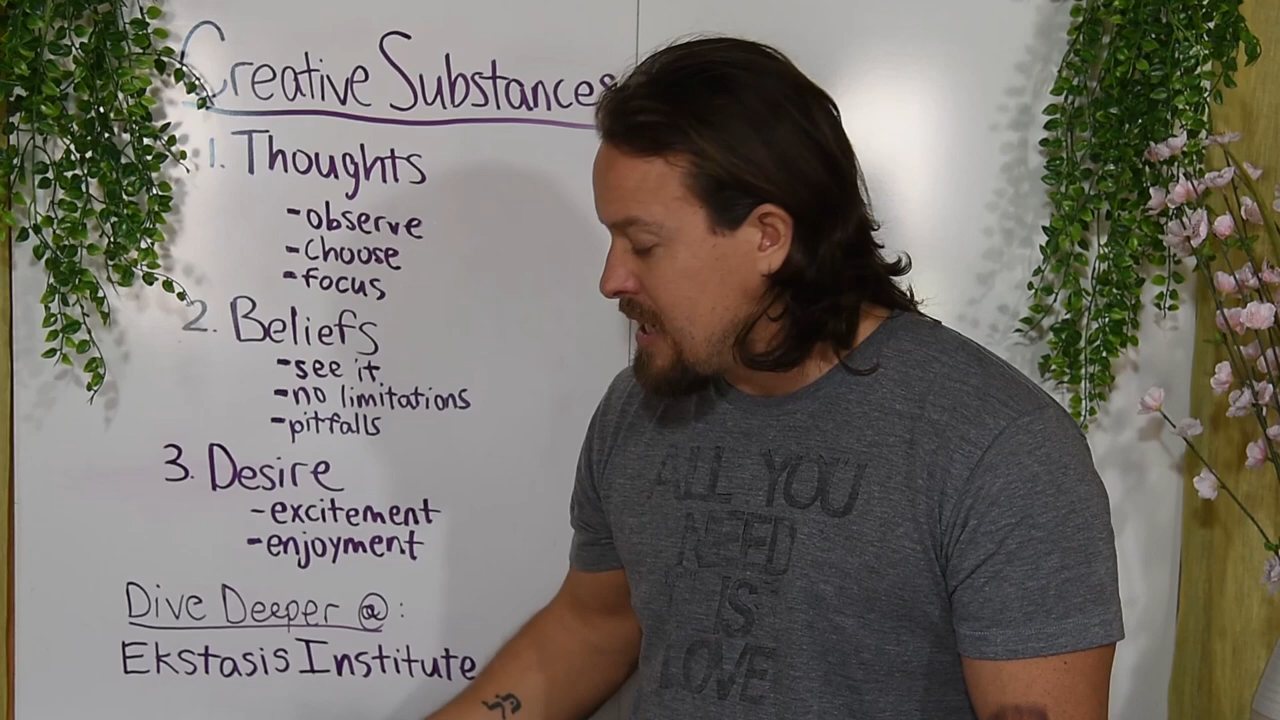 Creative Substances
1. Thoughts
-observe
-Choose
-focus
2. Beliefs
-see it
-no limitations
-pitfalls
3. Desire
-excitement
-enjoyment
Dive Deeper @:
Ekstasis Institute
ALL YOU
NEED
IS
LOVE